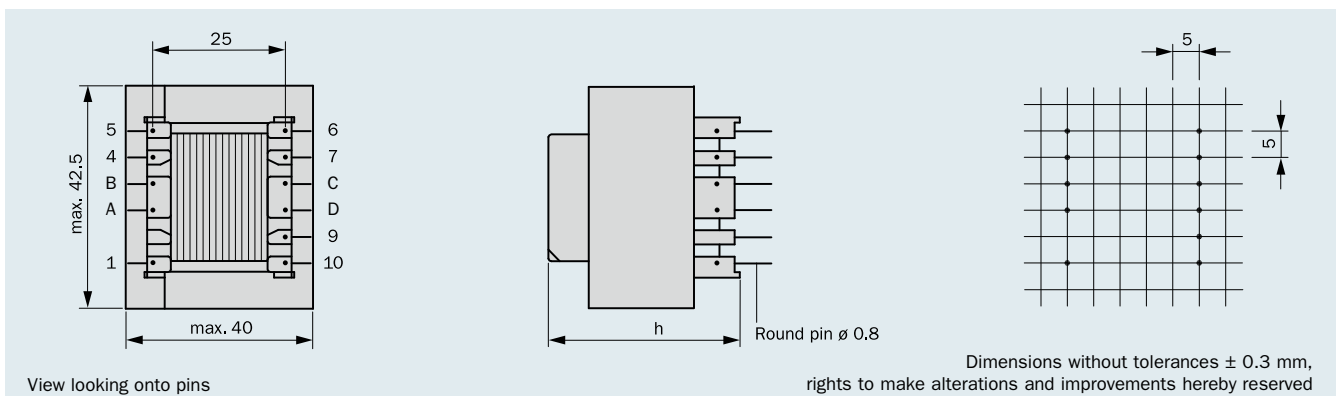 25
5
5 6
4 7
B C
A D
9
1 10
max. 42.5
max. 40
h
Round pin ø 0.8
5
View looking onto pins
Dimensions without tolerances ± 0.3 mm,
rights to make alterations and improvements hereby reserved